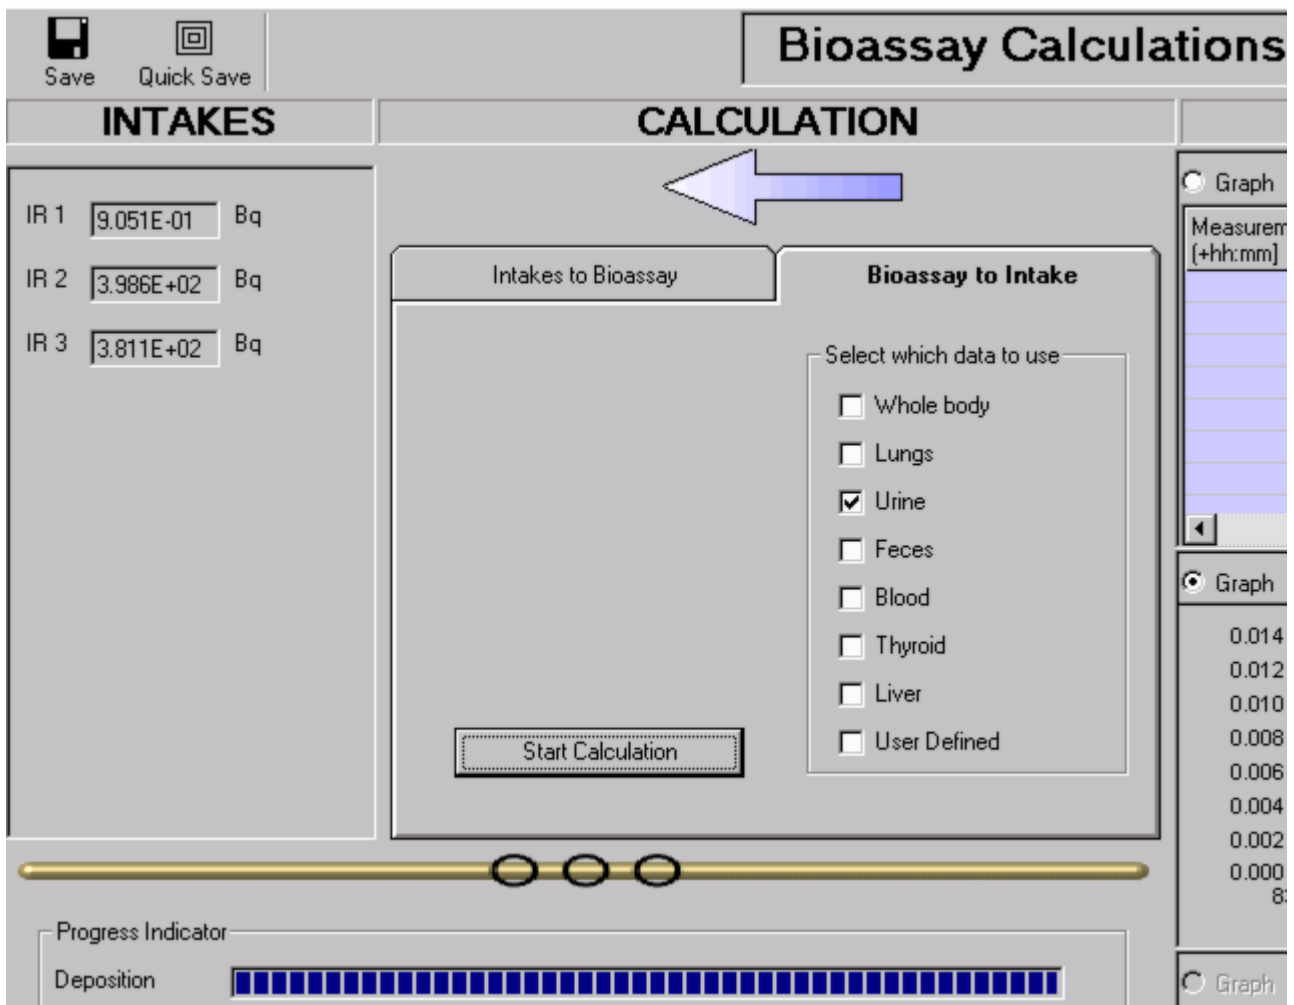 Save Quick Save
Bioassay Calculations
INTAKES
CALCULATION
IR 1 9.051E-01 Bq
IR 2 3.986E+02 Bq
IR 3 3.811E+02 Bq
Intakes to Bioassay
Bioassay to Intake
Select which data to use
Whole body
Lungs
Urine
Feces
Blood
Thyroid
Liver
User Defined
Start Calculation
Graph
Measurem
(+hh:mm]
Graph
0.014
0.012
0.010
0.008
0.006
0.004
0.002
0.000
Progress Indicator
Deposition
Graph